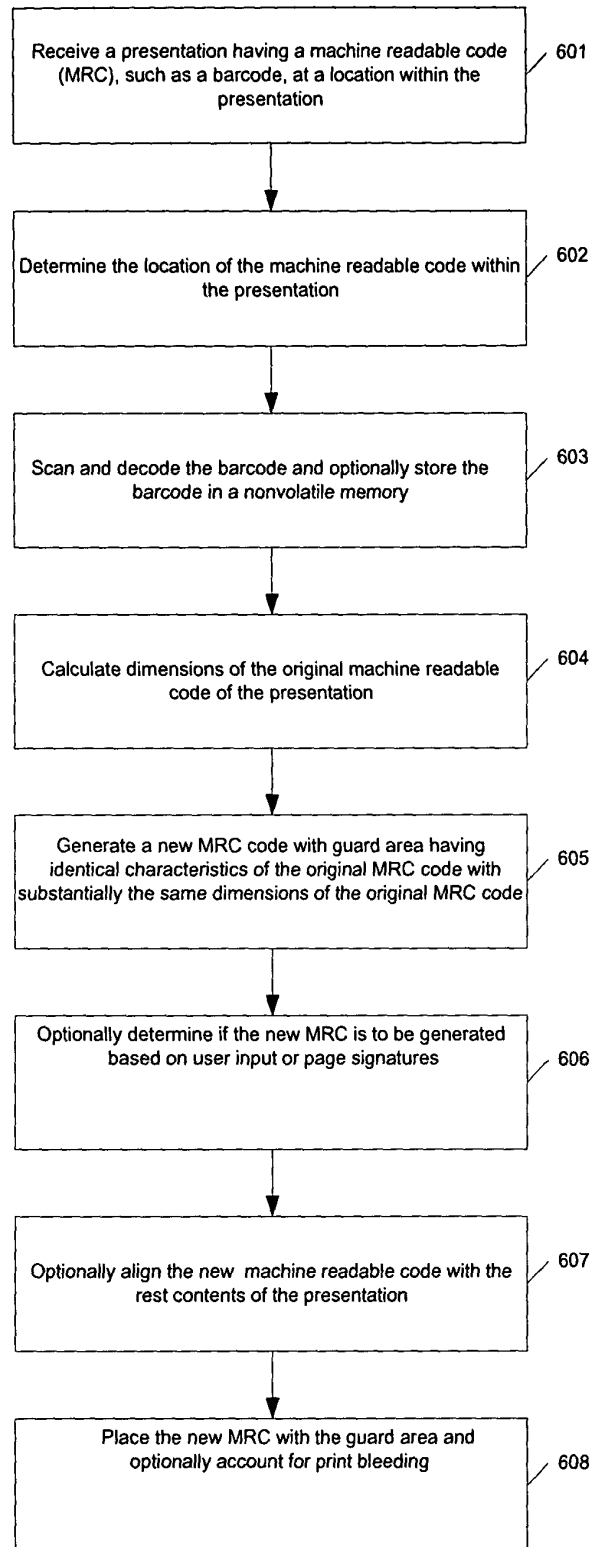 Receive a presentation having a machine readable code
(MRC), such as a barcode, at a location within the
presentation
601
Determine the location of the machine readable code within
the presentation
602
Scan and decode the barcode and optionally store the
barcode in a nonvolatile memory
603
Calculate dimensions of the original machine readable
code of the presentation
604
Generate a new MRC code with guard area having
identical characteristics of the original MRC code with
substantially the same dimensions of the original MRC code
605
Optionally determine if the new MRC is to be generated
based on user input or page signatures
606
Optionally align the new machine readable code with the
rest contents of the presentation
607
Place the new MRC with the guard area and
optionally account for print bleeding
608